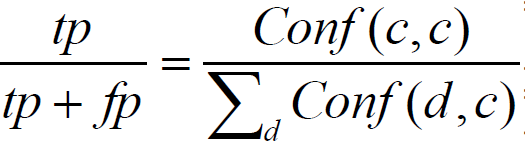 tp / (tp + fp) = Conf(c,c) / ∑_d Conf(d,c)